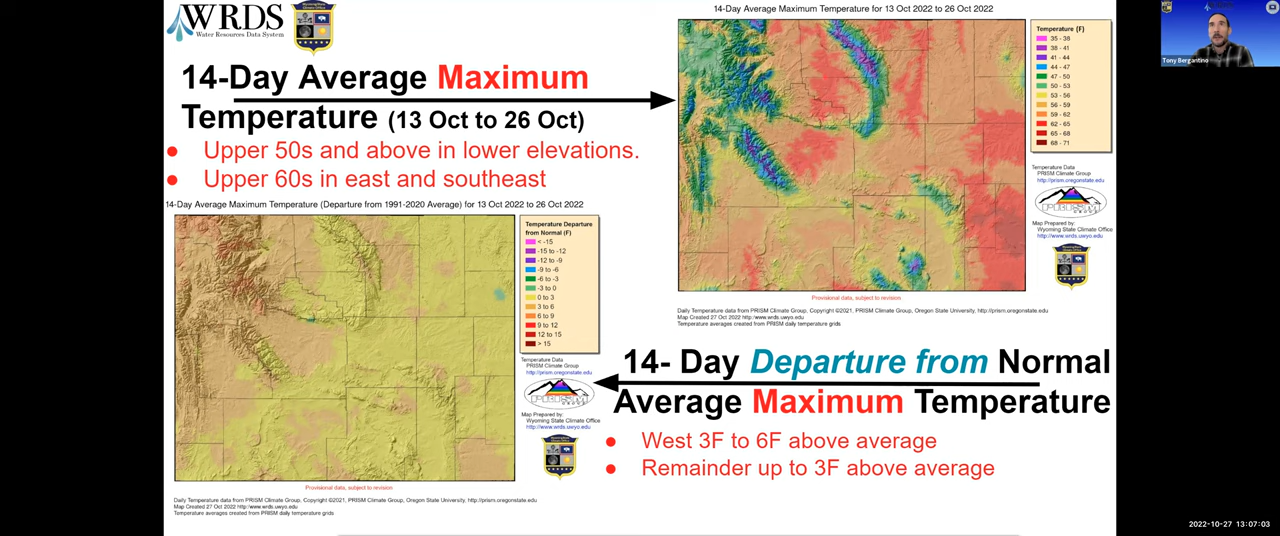 WRDS
Water Resources Data System
14-Day Average Maximum
Temperature (13 Oct to 26 Oct)
● Upper 50s and above in lower elevations.
● Upper 60s in east and southeast
14-Day Average Maximum Temperature for 13 Oct 2022 to 26 Oct 2022
Temperature (F)
35 - 38
38 - 41
41 - 44
44 - 47
47 - 50
50 - 53
53 - 56
56 - 59
59 - 62
62 - 65
65 - 68
68 - 71
Temperature Data
PRISM Climate Group
http://prism.oregonstate.edu
PRISM
GROUP
Map Prepared by:
Wyoming State Climate Office
http://www.wrds.uwyo.edu
Provisional data, subject to revision
Daily Temperature data from PRISM Climate Group, Copyright ©2021, PRISM Climate Group, Oregon State University, http://prism.oregonstate.edu
Map Created 27 Oct 2022 http://www.wrds.uwyo.edu
Temperature averages created from PRISM daily temperature grids
Tony Bergantino
14-Day Average Maximum Temperature (Departure from 1991-2020 Average) for 13 Oct 2022 to 26 Oct 2022
Temperature Departure
from Normal (F)
< -15
-15 to -12
-12 to -9
-9 to -6
-6 to -3
-3 to 0
0 to 3
3 to 6
6 to 9
9 to 12
12 to 15
> 15
Temperature Data
PRISM Climate Group
http://prism.oregonstate.edu
PRISM
GROUP
Map Prepared by:
Wyoming State Climate Office
http://www.wrds.uwyo.edu
Provisional data, subject to revision
Daily Temperature data from PRISM Climate Group, Copyright ©2021, PRISM Climate Group, Oregon State University, http://prism.oregonstate.edu
Map Created 27 Oct 2022 http://www.wrds.uwyo.edu
Temperature averages created from PRISM daily temperature grids
14- Day Departure from Normal
Average Maximum Temperature
● West 3F to 6F above average
● Remainder up to 3F above average
2022-10-27 13:07:03